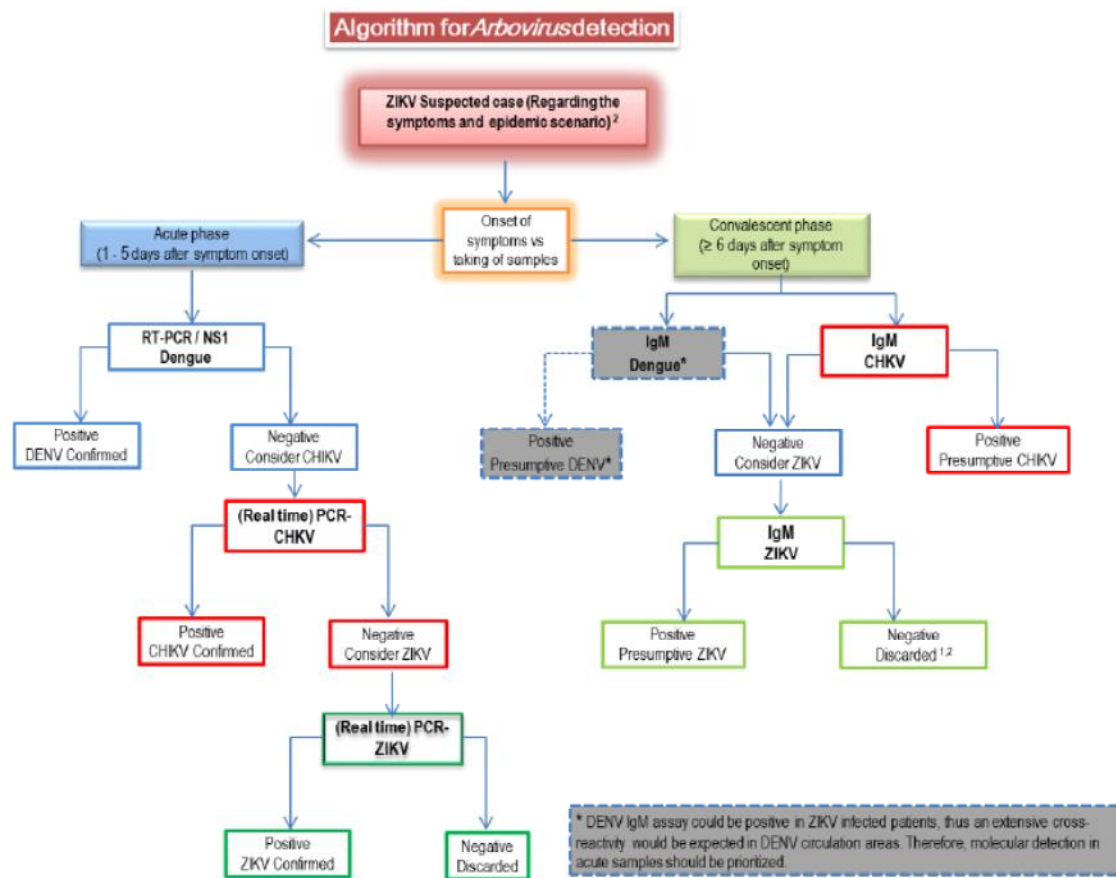 Algorithm for Arbovirus detection
ZIKV Suspected case (Regarding the
symptoms and epidemic scenario) 2
Onset of
symptoms vs
taking of samples
Acute phase
(1 - 5 days after symptom onset)
Convalescent phase
(≥ 6 days after symptom
onset)
RT-PCR / NS1
Dengue
IgM
Dengue*
IgM
CHKV
Positive
DENV Confirmed
Negative
Consider CHIKV
Positive
Presumptive DENV*
Negative
Consider ZIKV
Positive
Presumptive CHIKV
(Real time) PCR-
CHKV
IgM
ZIKV
Positive
CHIKV Confirmed
Negative
Consider ZIKV
Positive
Presumptive ZIKV
Negative
Discarded 1,2
(Real time) PCR-
ZIKV
Positive
ZIKV Confirmed
Negative
Discarded
* DENV IgM assay could be positive in ZIKV infected patients, thus an extensive cross-
reactivity would be expected in DENV circulation areas. Therefore, molecular detection in
acute samples should be prioritized.